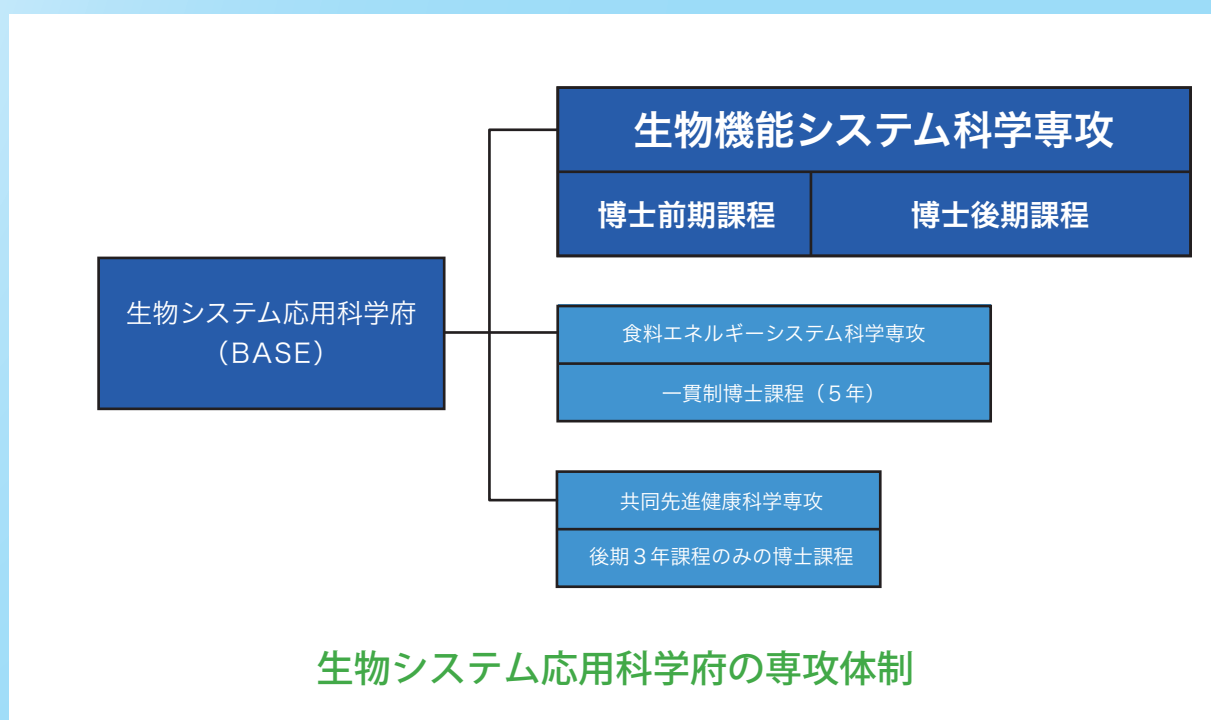 生物機能システム科学専攻
博士前期課程
博士後期課程
生物システム応用科学府
（BASE）
食料エネルギーシステム科学専攻
一貫制博士課程（５年）
共同先進健康科学専攻
後期３年課程のみの博士課程
生物システム応用科学府の専攻体制